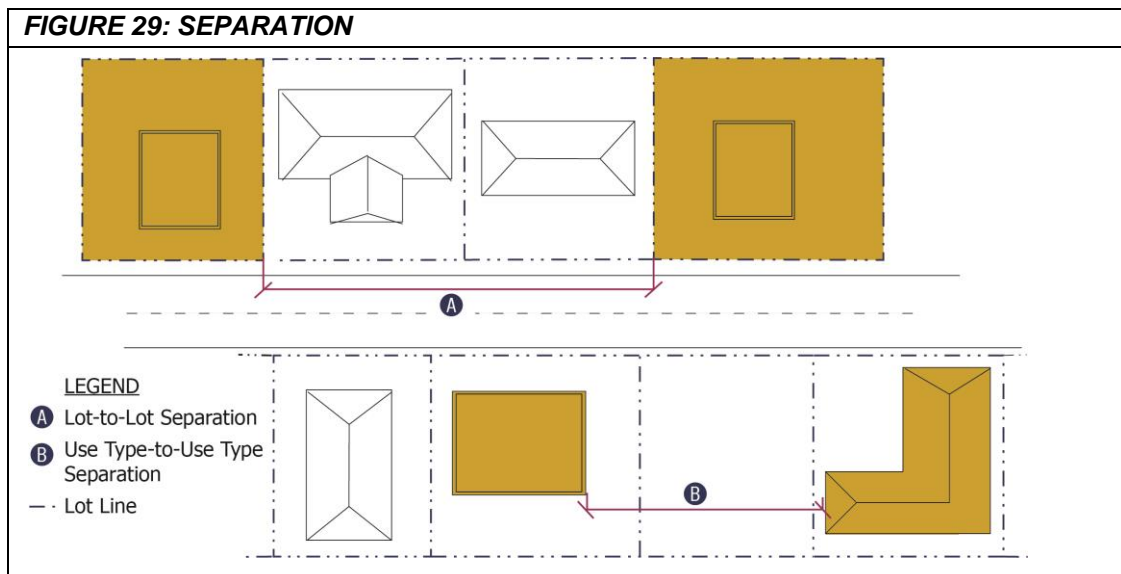 FIGURE 29: SEPARATION
A
LEGEND
A Lot-to-Lot Separation
B Use Type-to-Use Type
Separation
Lot Line
B